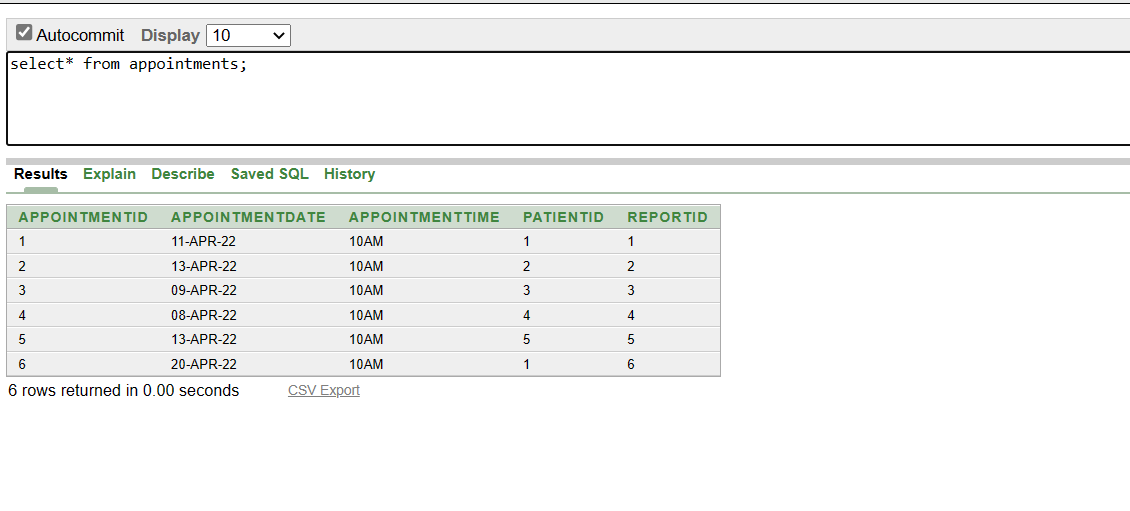 Autocommit Display 10
select* from appointments;
Results Explain Describe Saved SQL History
APPOINTMENTID APPOINTMENTDATE APPOINTMENTTIME PATIENTID REPORTID
1 11-APR-22 10AM 1 1
2 13-APR-22 10AM 2 2
3 09-APR-22 10AM 3 3
4 08-APR-22 10AM 4 4
5 13-APR-22 10AM 5 5
6 20-APR-22 10AM 1 6
6 rows returned in 0.00 seconds CSV Export